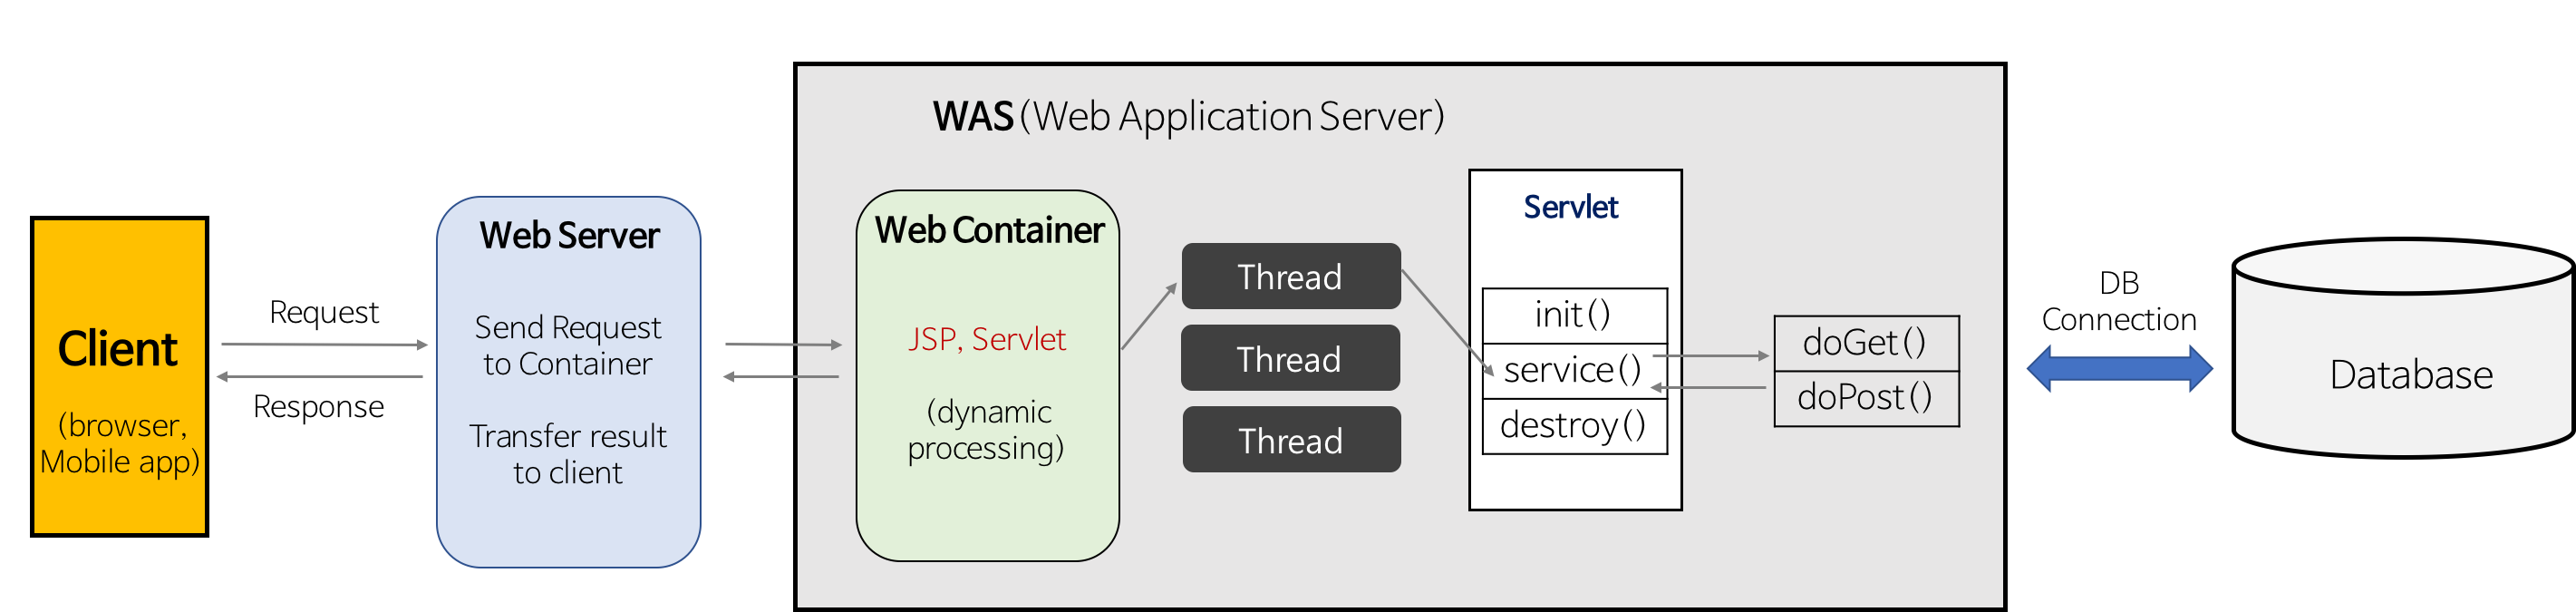 WAS(Web Application Server)
Client
(browser,
Mobile app)
Request
Response
Web Server
Send Request
to Container
Transfer result
to client
Web Container
JSP, Servlet
(dynamic
processing)
Thread
Thread
Thread
Servlet
init()
service()
destroy()
doGet()
doPost()
DB
Connection
Database